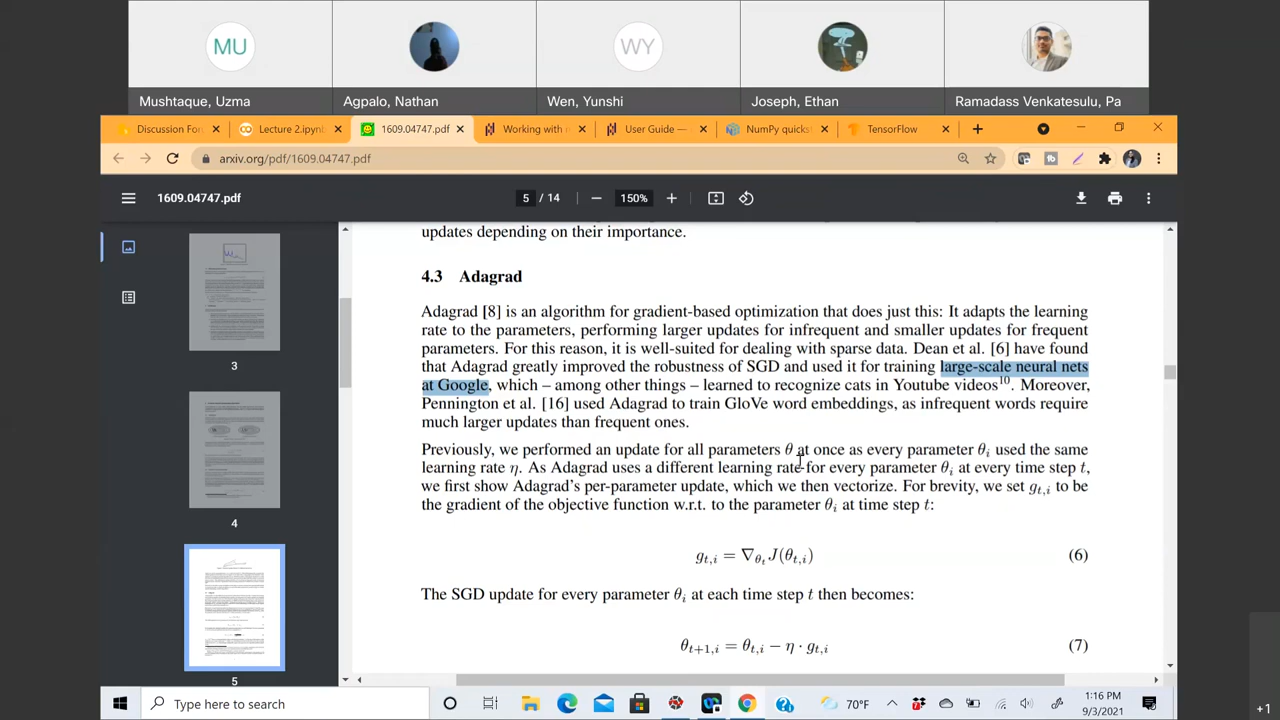 MU
WY
Mushtaque, Uzma
Agpalo, Nathan
Wen, Yunshi
Joseph, Ethan
Ramadass Venkatesulu, Pa
Discussion For
Lecture 2.ipynb
1609.04747.pdf
Working with m
User Guide —
NumPy quicks
TensorFlow
arxiv.org/pdf/1609.04747.pdf
1609.04747.pdf
5 / 14
150%
updates depending on their importance.
4.3 Adagrad
Adagrad [8] is an algorithm for gradient-based optimization that does just this: It adapts the learning
rate to the parameters, performing larger updates for infrequent and smaller updates for frequent
parameters. For this reason, it is well-suited for dealing with sparse data. Dean et al. [6] have found
that Adagrad greatly improved the robustness of SGD and used it for training large-scale neural nets
at Google, which – among other things – learned to recognize cats in Youtube videos¹⁰. Moreover,
Pennington et al. [16] used Adagrad to train GloVe word embeddings, as infrequent words require
much larger updates than frequent ones.
Previously, we performed an update for all parameters θ at once as every parameter θᵢ used the same
learning rate η. As Adagrad uses a different learning rate for every parameter θᵢ at every time step t,
we first show Adagrad's per-parameter update, which we then vectorize. For brevity, we set g_{t,i} to be
the gradient of the objective function w.r.t. to the parameter θᵢ at time step t:
g_{t,i} = ∇_{θ_t} J(θ_{t,i}) (6)
The SGD update for every parameter θᵢ at each time step t then becomes:
θ_{t+1,i} = θ_{t,i} − η · g_{t,i} (7)
3
4
5
Type here to search
70°F
1:16 PM
9/3/2021
+1